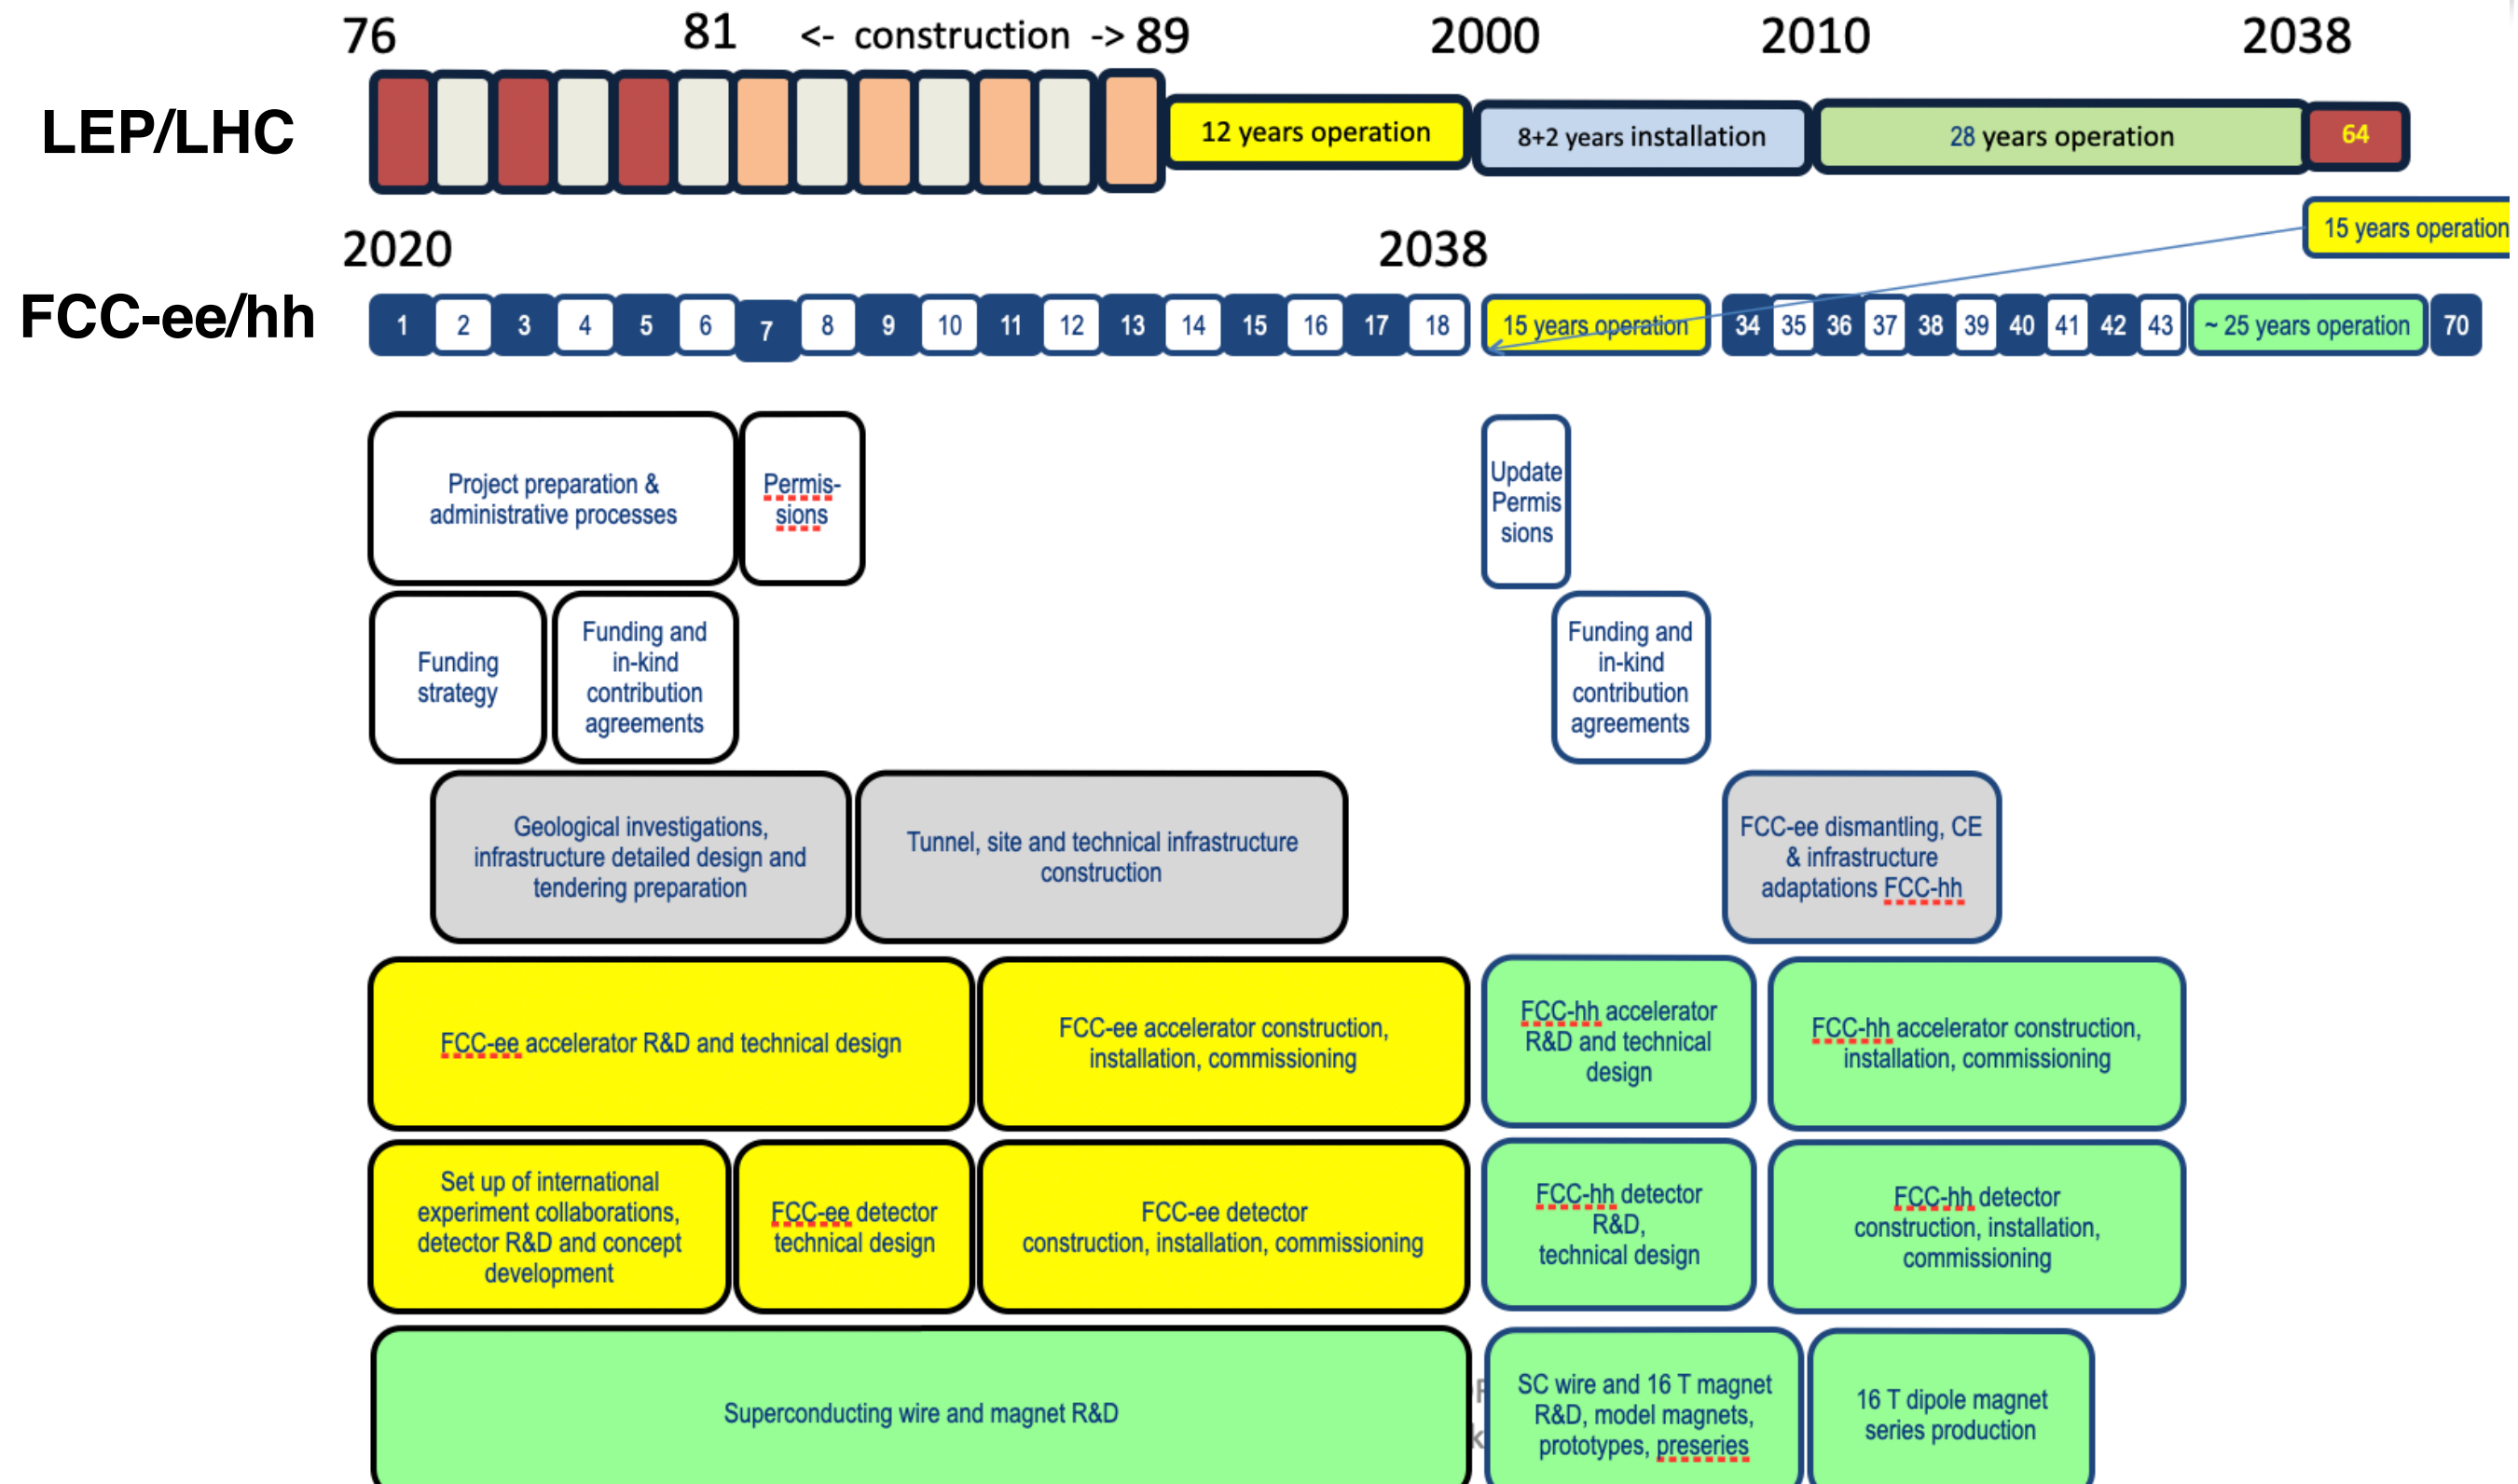 76
81
<- construction -> 89
2000
2010
2038
LEP/LHC
12 years operation
8+2 years installation
28 years operation
64
15 years operation
2020
2038
FCC-ee/hh
1 2 3 4 5 6 7 8 9 10 11 12 13 14 15 16 17 18
15 years operation
34 35 36 37 38 39 40 41 42 43
~ 25 years operation
70
Project preparation &
administrative processes
Permis-
sions
Update
Permis
sions
Funding
strategy
Funding and
in-kind
contribution
agreements
Funding and
in-kind
contribution
agreements
Geological investigations,
infrastructure detailed design and
tendering preparation
Tunnel, site and technical infrastructure
construction
FCC-ee dismantling, CE
& infrastructure
adaptations FCC-hh
FCC-ee accelerator R&D and technical design
FCC-ee accelerator construction,
installation, commissioning
FCC-hh accelerator
R&D and technical
design
FCC-hh accelerator construction,
installation, commissioning
Set up of international
experiment collaborations,
detector R&D and concept
development
FCC-ee detector
technical design
FCC-ee detector
construction, installation, commissioning
FCC-hh detector
R&D,
technical design
FCC-hh detector
construction, installation,
commissioning
Superconducting wire and magnet R&D
SC wire and 16 T magnet
R&D, model magnets,
prototypes, preseries
16 T dipole magnet
series production